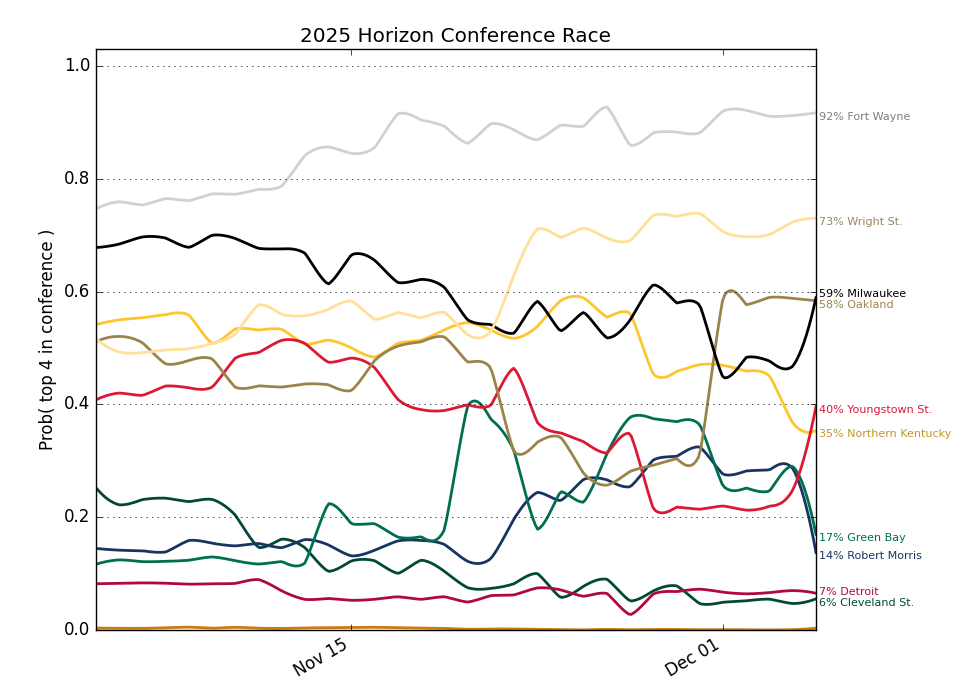 2025 Horizon Conference Race
Prob( top 4 in conference )
1.0
0.8
0.6
0.4
0.2
0.0
Nov 15
Dec 01
92% Fort Wayne
73% Wright St.
59% Milwaukee
58% Oakland
40% Youngstown St.
35% Northern Kentucky
17% Green Bay
14% Robert Morris
7% Detroit
6% Cleveland St.